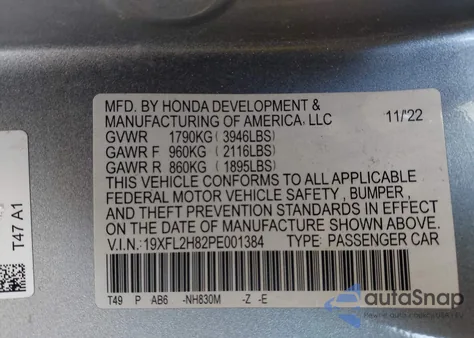 MFD. BY HONDA DEVELOPMENT &
MANUFACTURING OF AMERICA, LLC 11/'22
GVWR 1790KG (3946LBS)
GAWR F 960KG (2116LBS)
GAWR R 860KG (1895LBS)
THIS VEHICLE CONFORMS TO ALL APPLICABLE
FEDERAL MOTOR VEHICLE SAFETY , BUMPER ,
AND THEFT PREVENTION STANDARDS IN EFFECT
ON THE DATE OF MANUFACTURE SHOWN ABOVE.
V.I.N.: 19XFL2H82PE001384 TYPE: PASSENGER CAR
T49 P AB6 -NH830M -Z -E
T47 A1
autoSnap